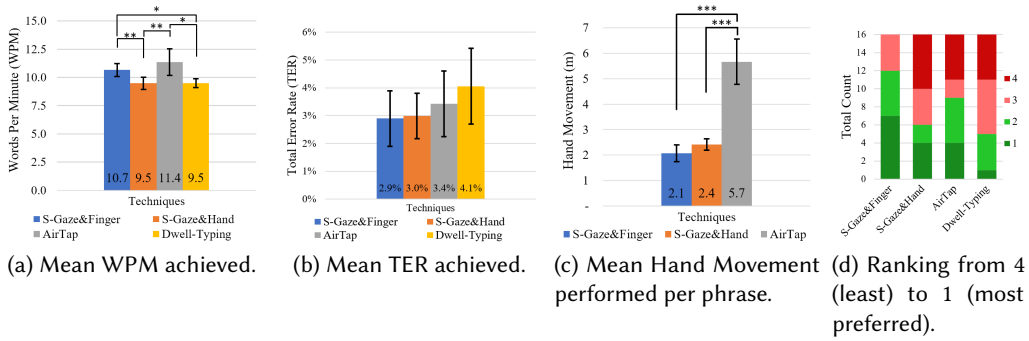 Words Per Minute (WPM)
15.0
12.5
10.0
7.5
5.0
2.5
0.0
*
** ** *
10.7 9.5 11.4 9.5
Techniques
S-Gaze&Finger S-Gaze&Hand
AirTap Dwell-Typing
(a) Mean WPM achieved.
Total Error Rate (TER)
6%
5%
4%
3%
2%
1%
0%
2.9% 3.0% 3.4% 4.1%
Techniques
S-Gaze&Finger S-Gaze&Hand
AirTap Dwell-Typing
(b) Mean TER achieved.
Hand Movement (m)
7
6
5
4
3
2
1
-
***
***
2.1 2.4 5.7
Techniques
S-Gaze&Finger S-Gaze&Hand AirTap
(c) Mean Hand Movement
performed per phrase.
Total Count
16
14
12
10
8
6
4
2
0
S-Gaze&Finger
S-Gaze&Hand
AirTap
Dwell-Typing
4
3
2
1
(d) Ranking from 4
(least) to 1 (most
preferred).